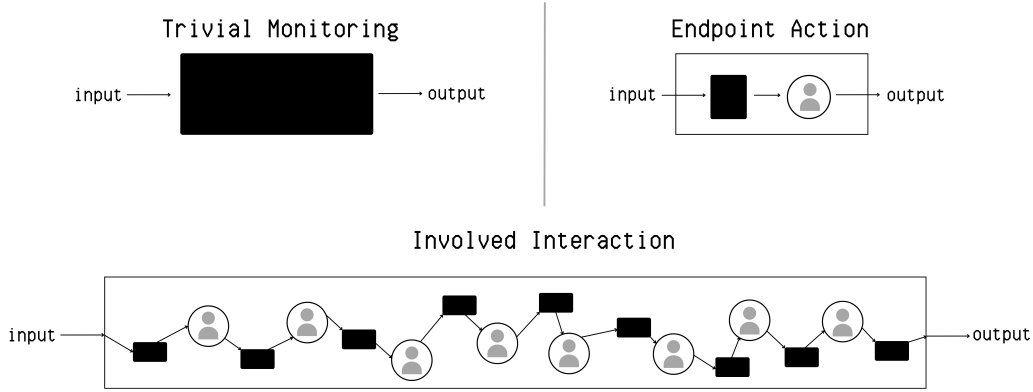 Trivial Monitoring
input
output
Endpoint Action
input
output
Involved Interaction
input
output